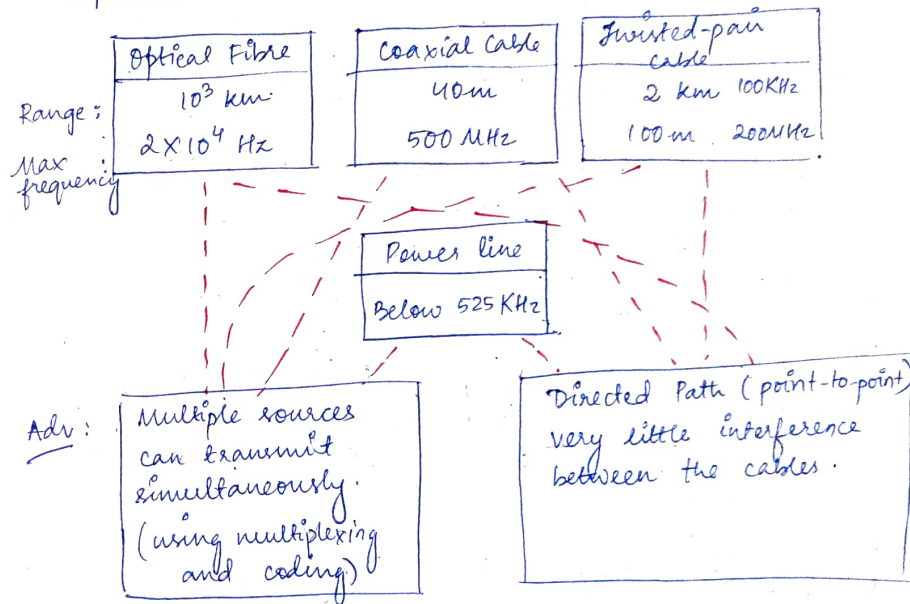 Optical Fibre
10³ km
2 X 10⁴ Hz
Coaxial Cable
40m
500 MHz
Twisted-pair
cable
2 km 100KHz
100m 200MHz
Range :
Max :
frequency
Power line
Below 525 KHz
Adv :
Multiple sources
can transmit
simultaneously.
(using multiplexing
and coding)
Directed Path (point-to-point)
very little interference
between the cables.